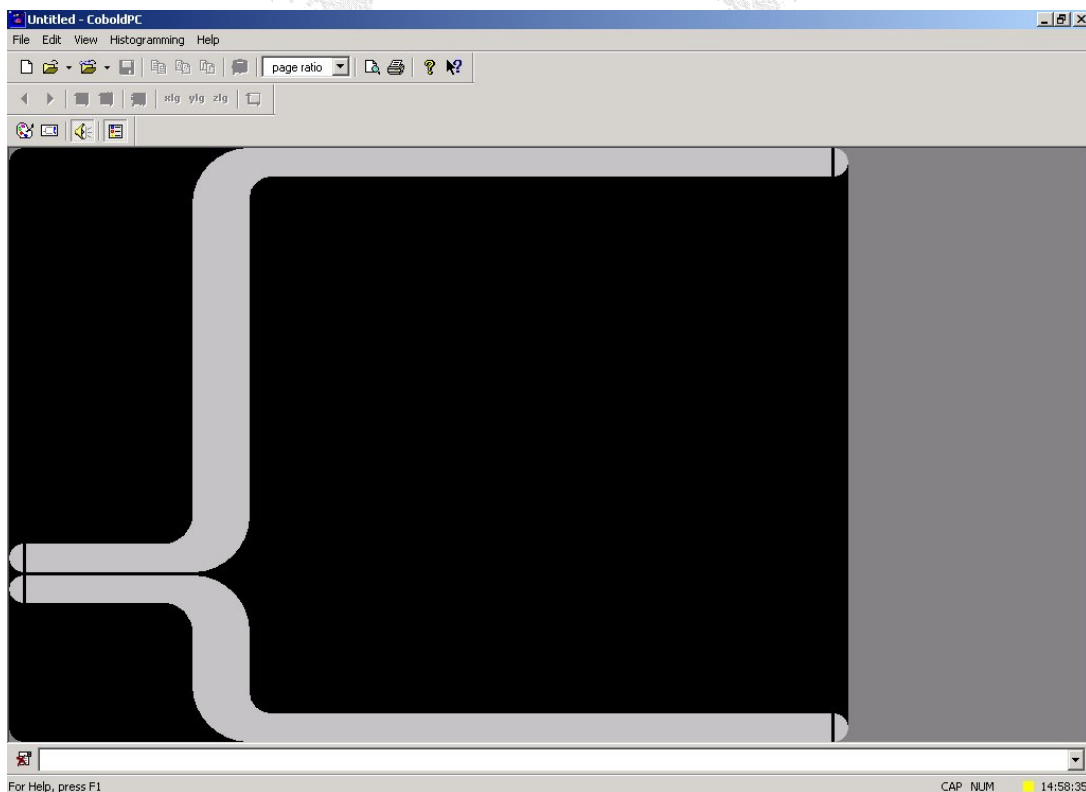 Untitled - CoboldPC
File Edit View Histogramming Help
page ratio
xlg ylg zlg
For Help, press F1 CAP NUM 14:58:35